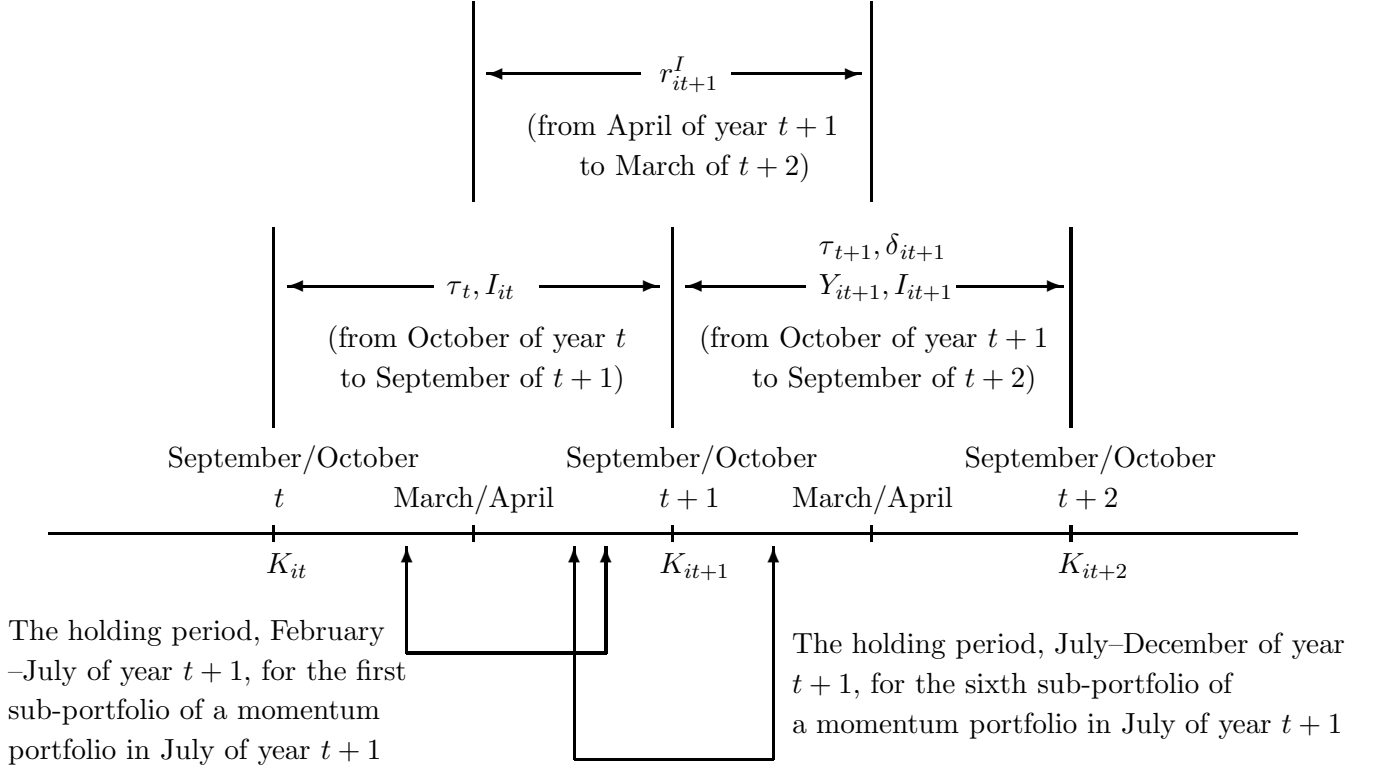 r^I_{it+1}
(from April of year t + 1
to March of t + 2)
τ_{t+1}, δ_{it+1}
τ_t, I_{it}
Y_{it+1}, I_{it+1}
(from October of year t
to September of t + 1)
(from October of year t + 1
to September of t + 2)
September/October
t
March/April
September/October
t + 1
March/April
September/October
t + 2
K_{it}
K_{it+1}
K_{it+2}
The holding period, February
–July of year t + 1, for the first
sub-portfolio of a momentum
portfolio in July of year t + 1
The holding period, July–December of year
t + 1, for the sixth sub-portfolio of
a momentum portfolio in July of year t + 1